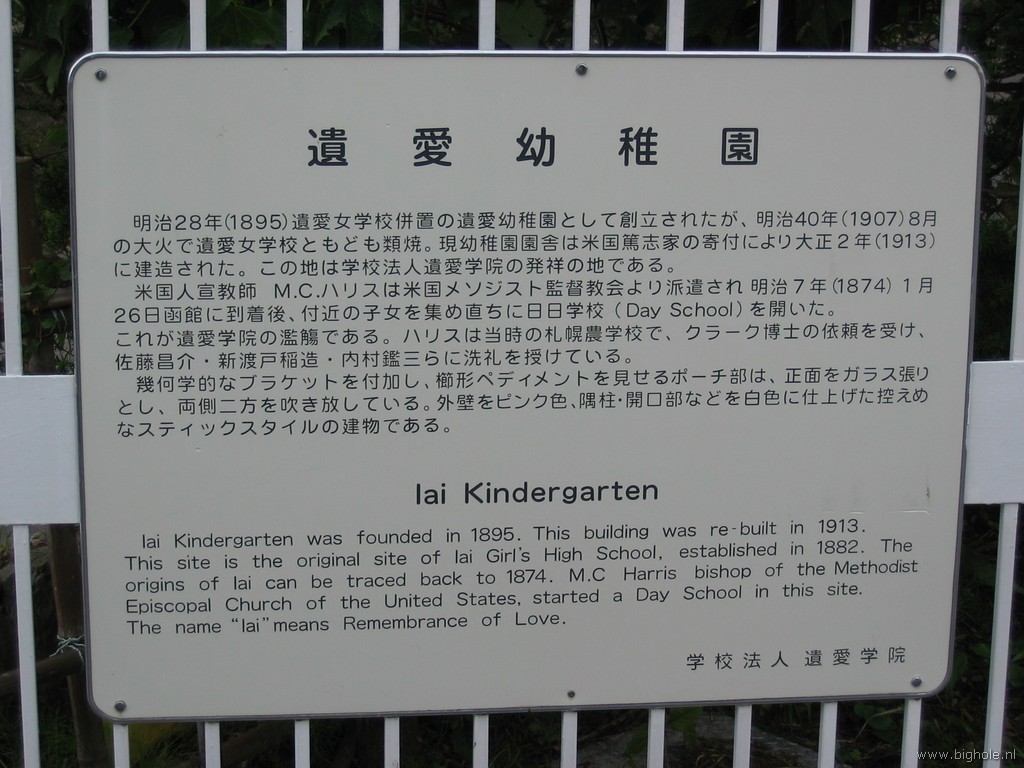 遺愛幼稚園
明治28年(1895)遺愛女学校併置の遺愛幼稚園として創立されたが、明治40年(1907)8月
の大火で遺愛女学校ともども類焼。現幼稚園園舎は米国篤志家の寄付により大正2年(1913)
に建造された。この地は学校法人遺愛学院の発祥の地である。
米国人宣教師 M.C.ハリスは米国メソジスト監督教会より派遣され 明治7年(1874) 1月
26日函館に到着後、付近の子女を集め直ちに日日学校(Day School)を開いた。
これが遺愛学院の濫觴である。ハリスは当時の札幌農学校で、クラーク博士の依頼を受け、
佐藤昌介・新渡戸稲造・内村鑑三らに洗礼を授けている。
幾何学的なブラケットを付加し、櫛形ペディメントを見せるポーチ部は、正面をガラス張り
とし、両側二方を吹き放している。外壁をピンク色、隅柱・開口部などを白色に仕上げた控えめ
なスティックスタイルの建物である。
Iai Kindergarten
Iai Kindergarten was founded in 1895. This building was re-built in 1913.
This site is the original site of Iai Girl's High School, established in 1882. The
origins of Iai can be traced back to 1874. M.C Harris bishop of the Methodist
Episcopal Church of the United States, started a Day School in this site.
The name “Iai” means Remembrance of Love.
学校法人 遺愛学院
www.bighole.nl